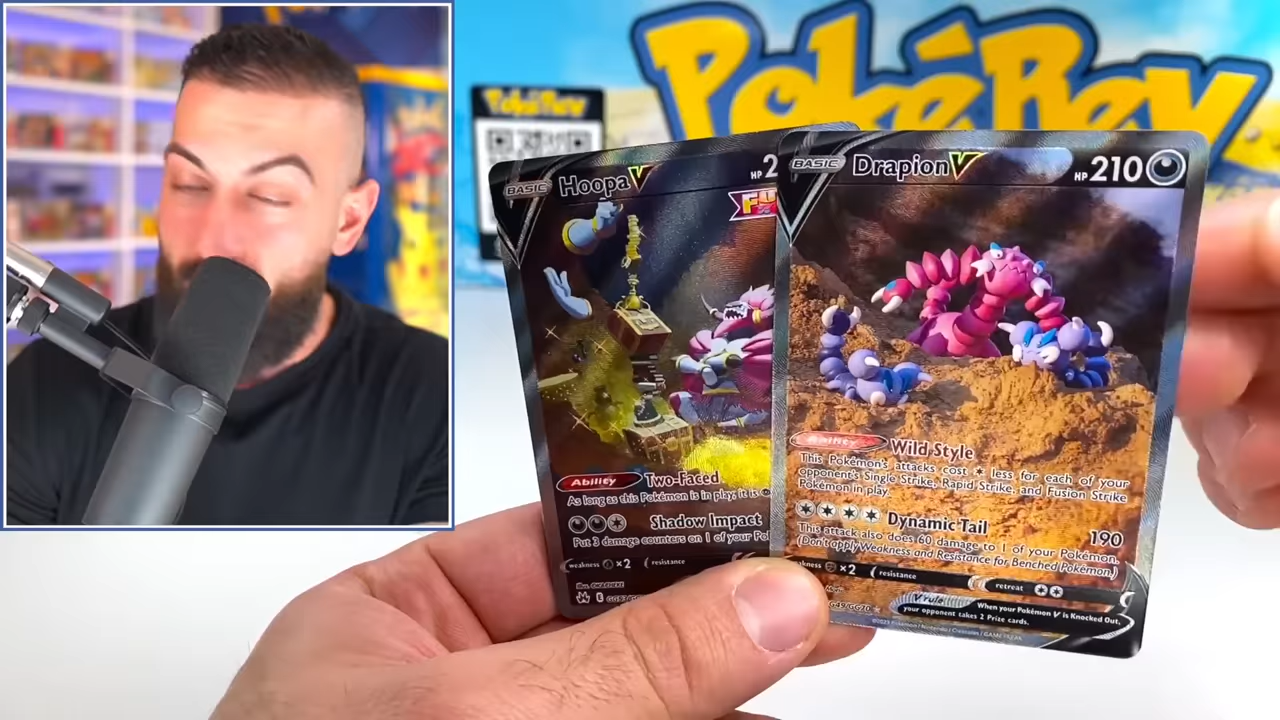 PokéRev
PokéRev
BASIC
Hoopa V
HP 2
Ability
Two-Faced
As long as this Pokémon is in play, it is
Shadow Impact
Put 3 damage counters on 1 of your Pok
weakness
×2
resistance
BASIC
Drapion V
HP 210
Ability
Wild Style
This Pokémon's attacks cost less for each of your
opponent's Single Strike, Rapid Strike, and Fusion Strike
Pokémon in play.
Dynamic Tail
190
This attack also does 60 damage to 1 of your Pokémon.
(Don't apply Weakness and Resistance for Benched Pokémon.)
×2
resistance
retreat
V rule
When your Pokémon V is Knocked Out,
your opponent takes 2 Prize cards.